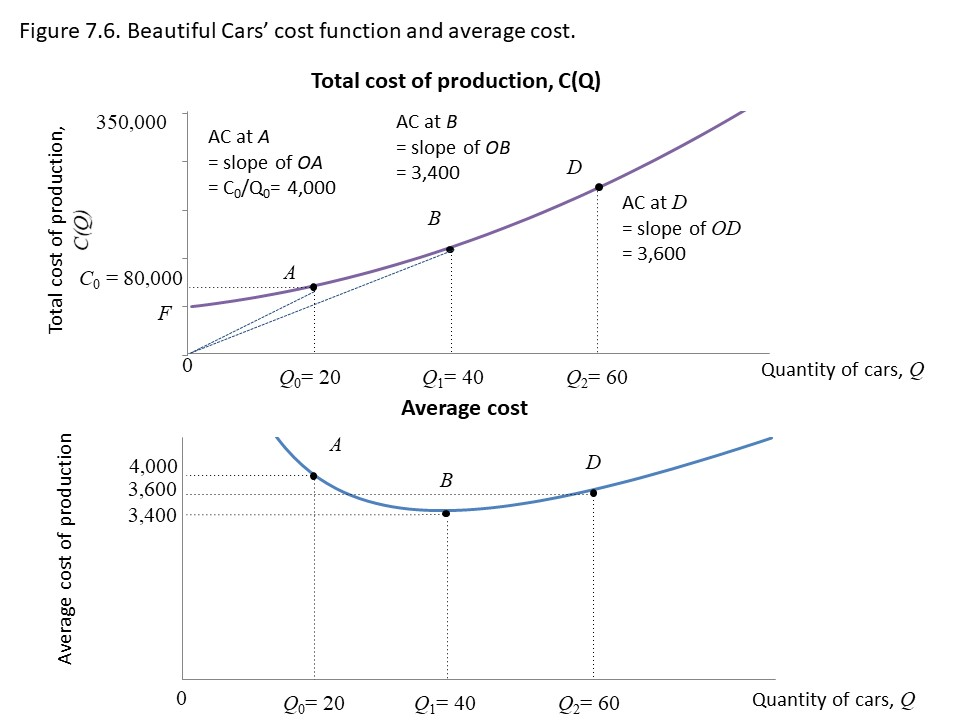 Figure 7.6. Beautiful Cars’ cost function and average cost.
Total cost of production, C(Q)
Total cost of production,
C(Q)
350,000
AC at A
= slope of OA
= C₀/Q₀= 4,000
AC at B
= slope of OB
= 3,400
D
AC at D
= slope of OD
= 3,600
B
A
C₀ = 80,000
F
0
Q₀= 20
Q₁= 40
Q₂= 60
Quantity of cars, Q
Average cost
Average cost of production
4,000
3,600
3,400
A
B
D
0
Q₀= 20
Q₁= 40
Q₂= 60
Quantity of cars, Q